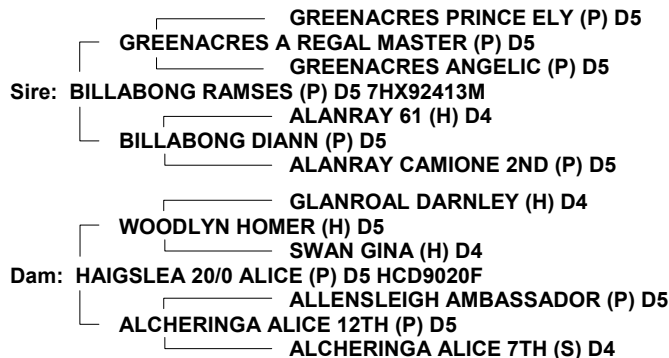 GREENACRES PRINCE ELY (P) D5
GREENACRES A REGAL MASTER (P) D5
GREENACRES ANGELIC (P) D5
Sire: BILLABONG RAMSES (P) D5 7HX92413M
ALANRAY 61 (H) D4
BILLABONG DIANN (P) D5
ALANRAY CAMIONE 2ND (P) D5
GLANROAL DARNLEY (H) D4
WOODLYN HOMER (H) D5
SWAN GINA (H) D4
Dam: HAIGSLEA 20/0 ALICE (P) D5 HCD9020F
ALLENSLEIGH AMBASSADOR (P) D5
ALCHERINGA ALICE 12TH (P) D5
ALCHERINGA ALICE 7TH (S) D4